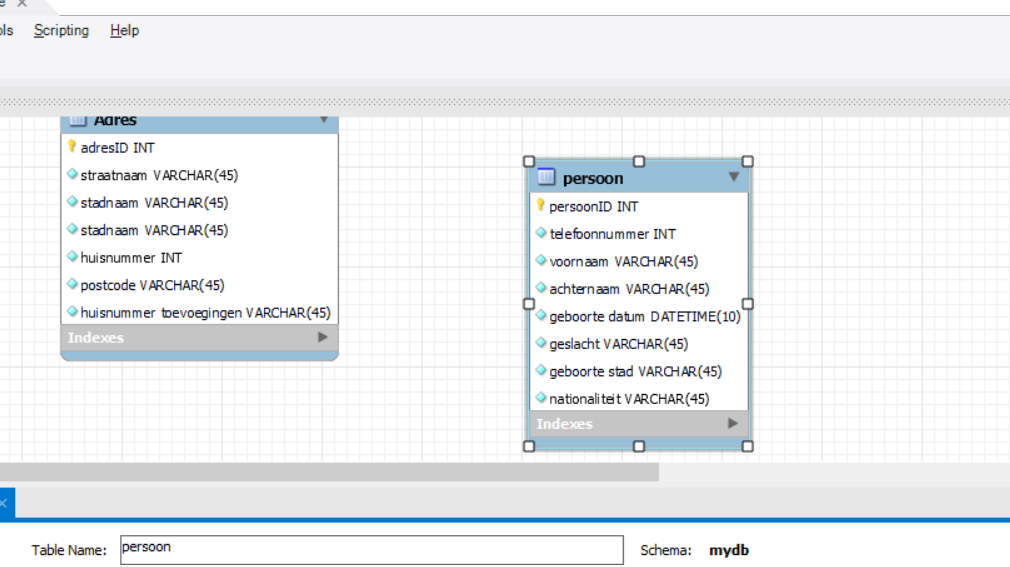 Scripting Help
Adres
adresID INT
straatnaam VARCHAR(45)
stadnaam VARCHAR(45)
stadnaam VARCHAR(45)
huisnummer INT
postcode VARCHAR(45)
huisnummer toevoegingen VARCHAR(45)
Indexes
persoon
persoonID INT
telefoonnummer INT
voornaam VARCHAR(45)
achternaam VARCHAR(45)
geboorte datum DATETIME(10)
geslacht VARCHAR(45)
geboorte stad VARCHAR(45)
nationaliteit VARCHAR(45)
Indexes
Table Name: persoon Schema: mydb